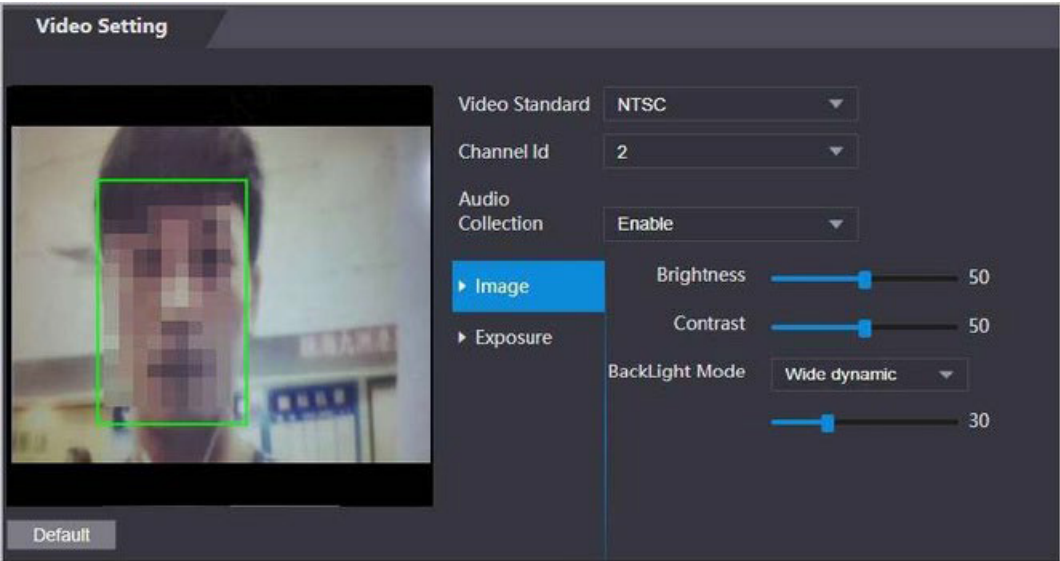 Video Setting
Video Standard NTSC
Channel Id 2
Audio
Collection Enable
Image
Exposure
Brightness 50
Contrast 50
BackLight Mode Wide dynamic
30
Default